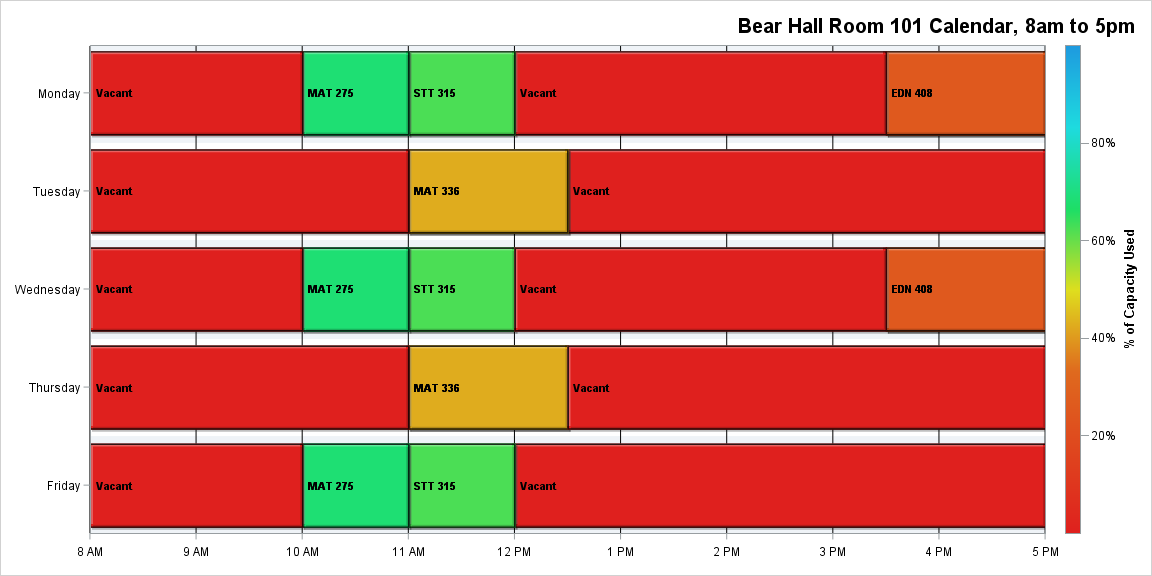 Bear Hall Room 101 Calendar, 8am to 5pm
Monday
Vacant
MAT 275
STT 315
Vacant
EDN 408
Tuesday
Vacant
MAT 336
Vacant
Wednesday
Vacant
MAT 275
STT 315
Vacant
EDN 408
Thursday
Vacant
MAT 336
Vacant
Friday
Vacant
MAT 275
STT 315
Vacant
8 AM
9 AM
10 AM
11 AM
12 PM
1 PM
2 PM
3 PM
4 PM
5 PM
80%
60%
40%
20%
% of Capacity Used